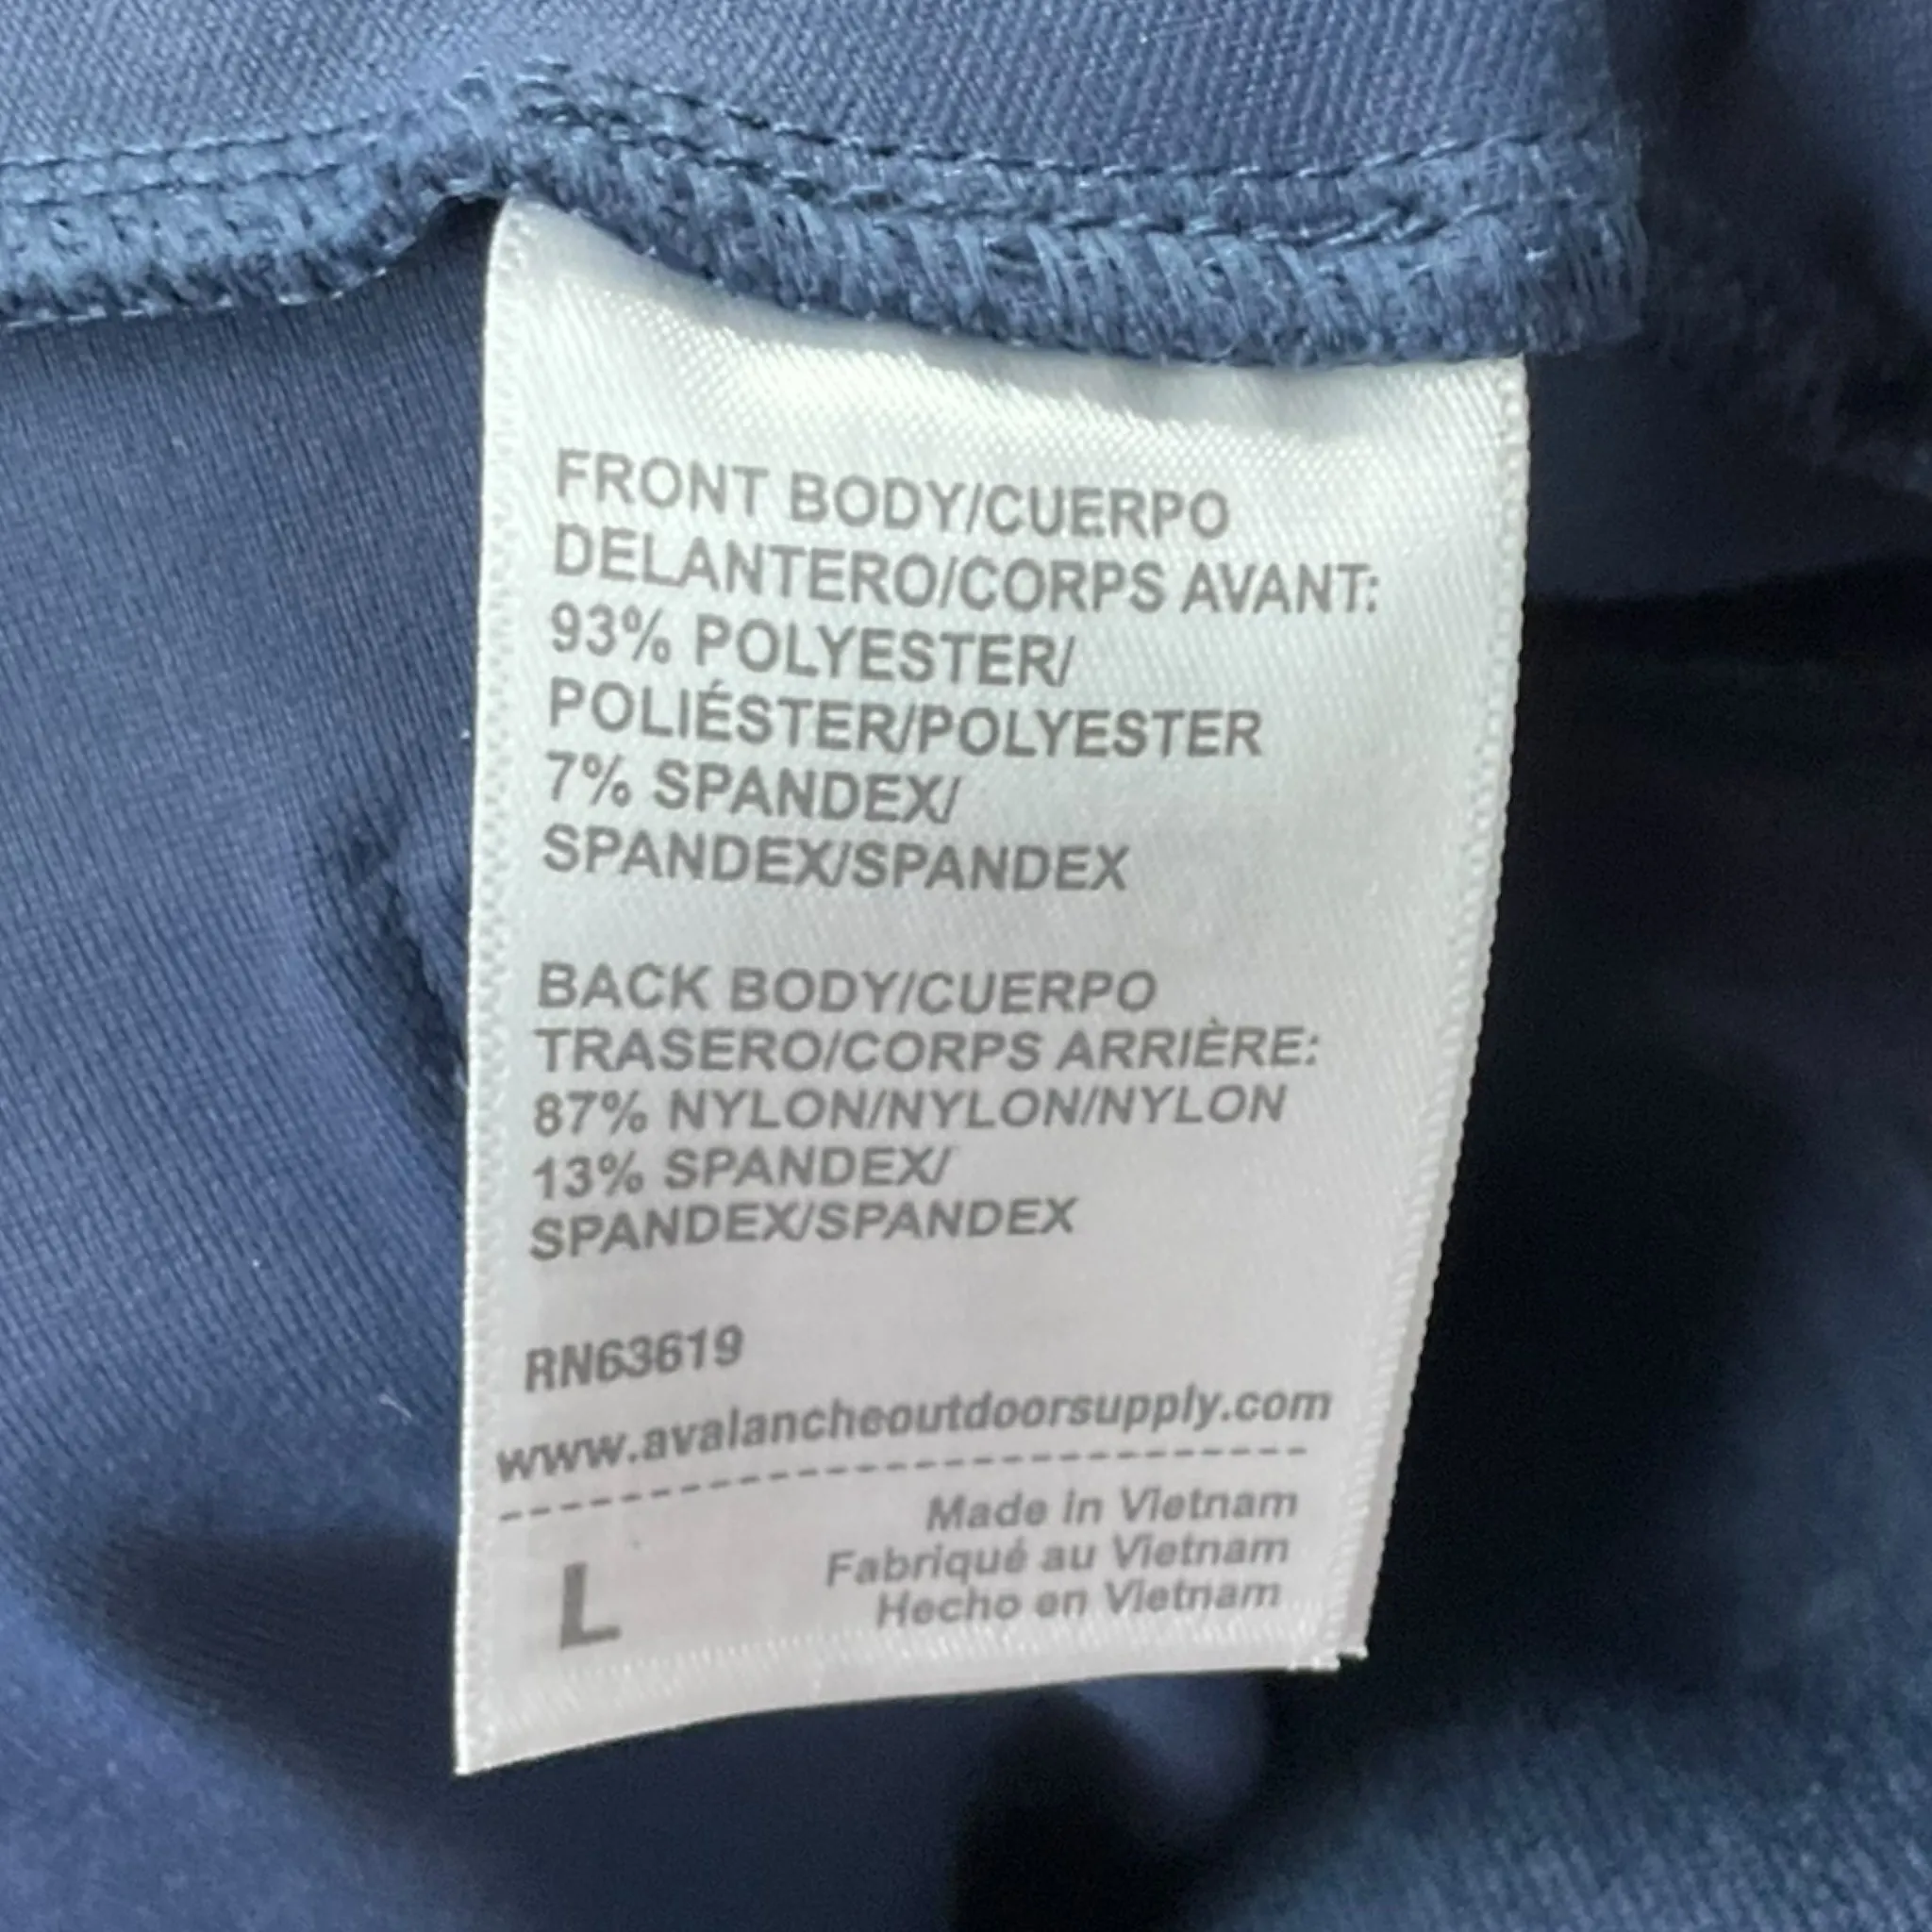 FRONT BODY/CUERPO
DELANTERO/CORPS AVANT:
93% POLYESTER/
POLIÉSTER/POLYESTER
7% SPANDEX/
SPANDEX/SPANDEX
BACK BODY/CUERPO
TRASERO/CORPS ARRIÈRE:
87% NYLON/NYLON/NYLON
13% SPANDEX/
SPANDEX/SPANDEX
RN63619
www.avalancheoutdoorsupply.com
Made in Vietnam
Fabriqué au Vietnam
Hecho en Vietnam
L